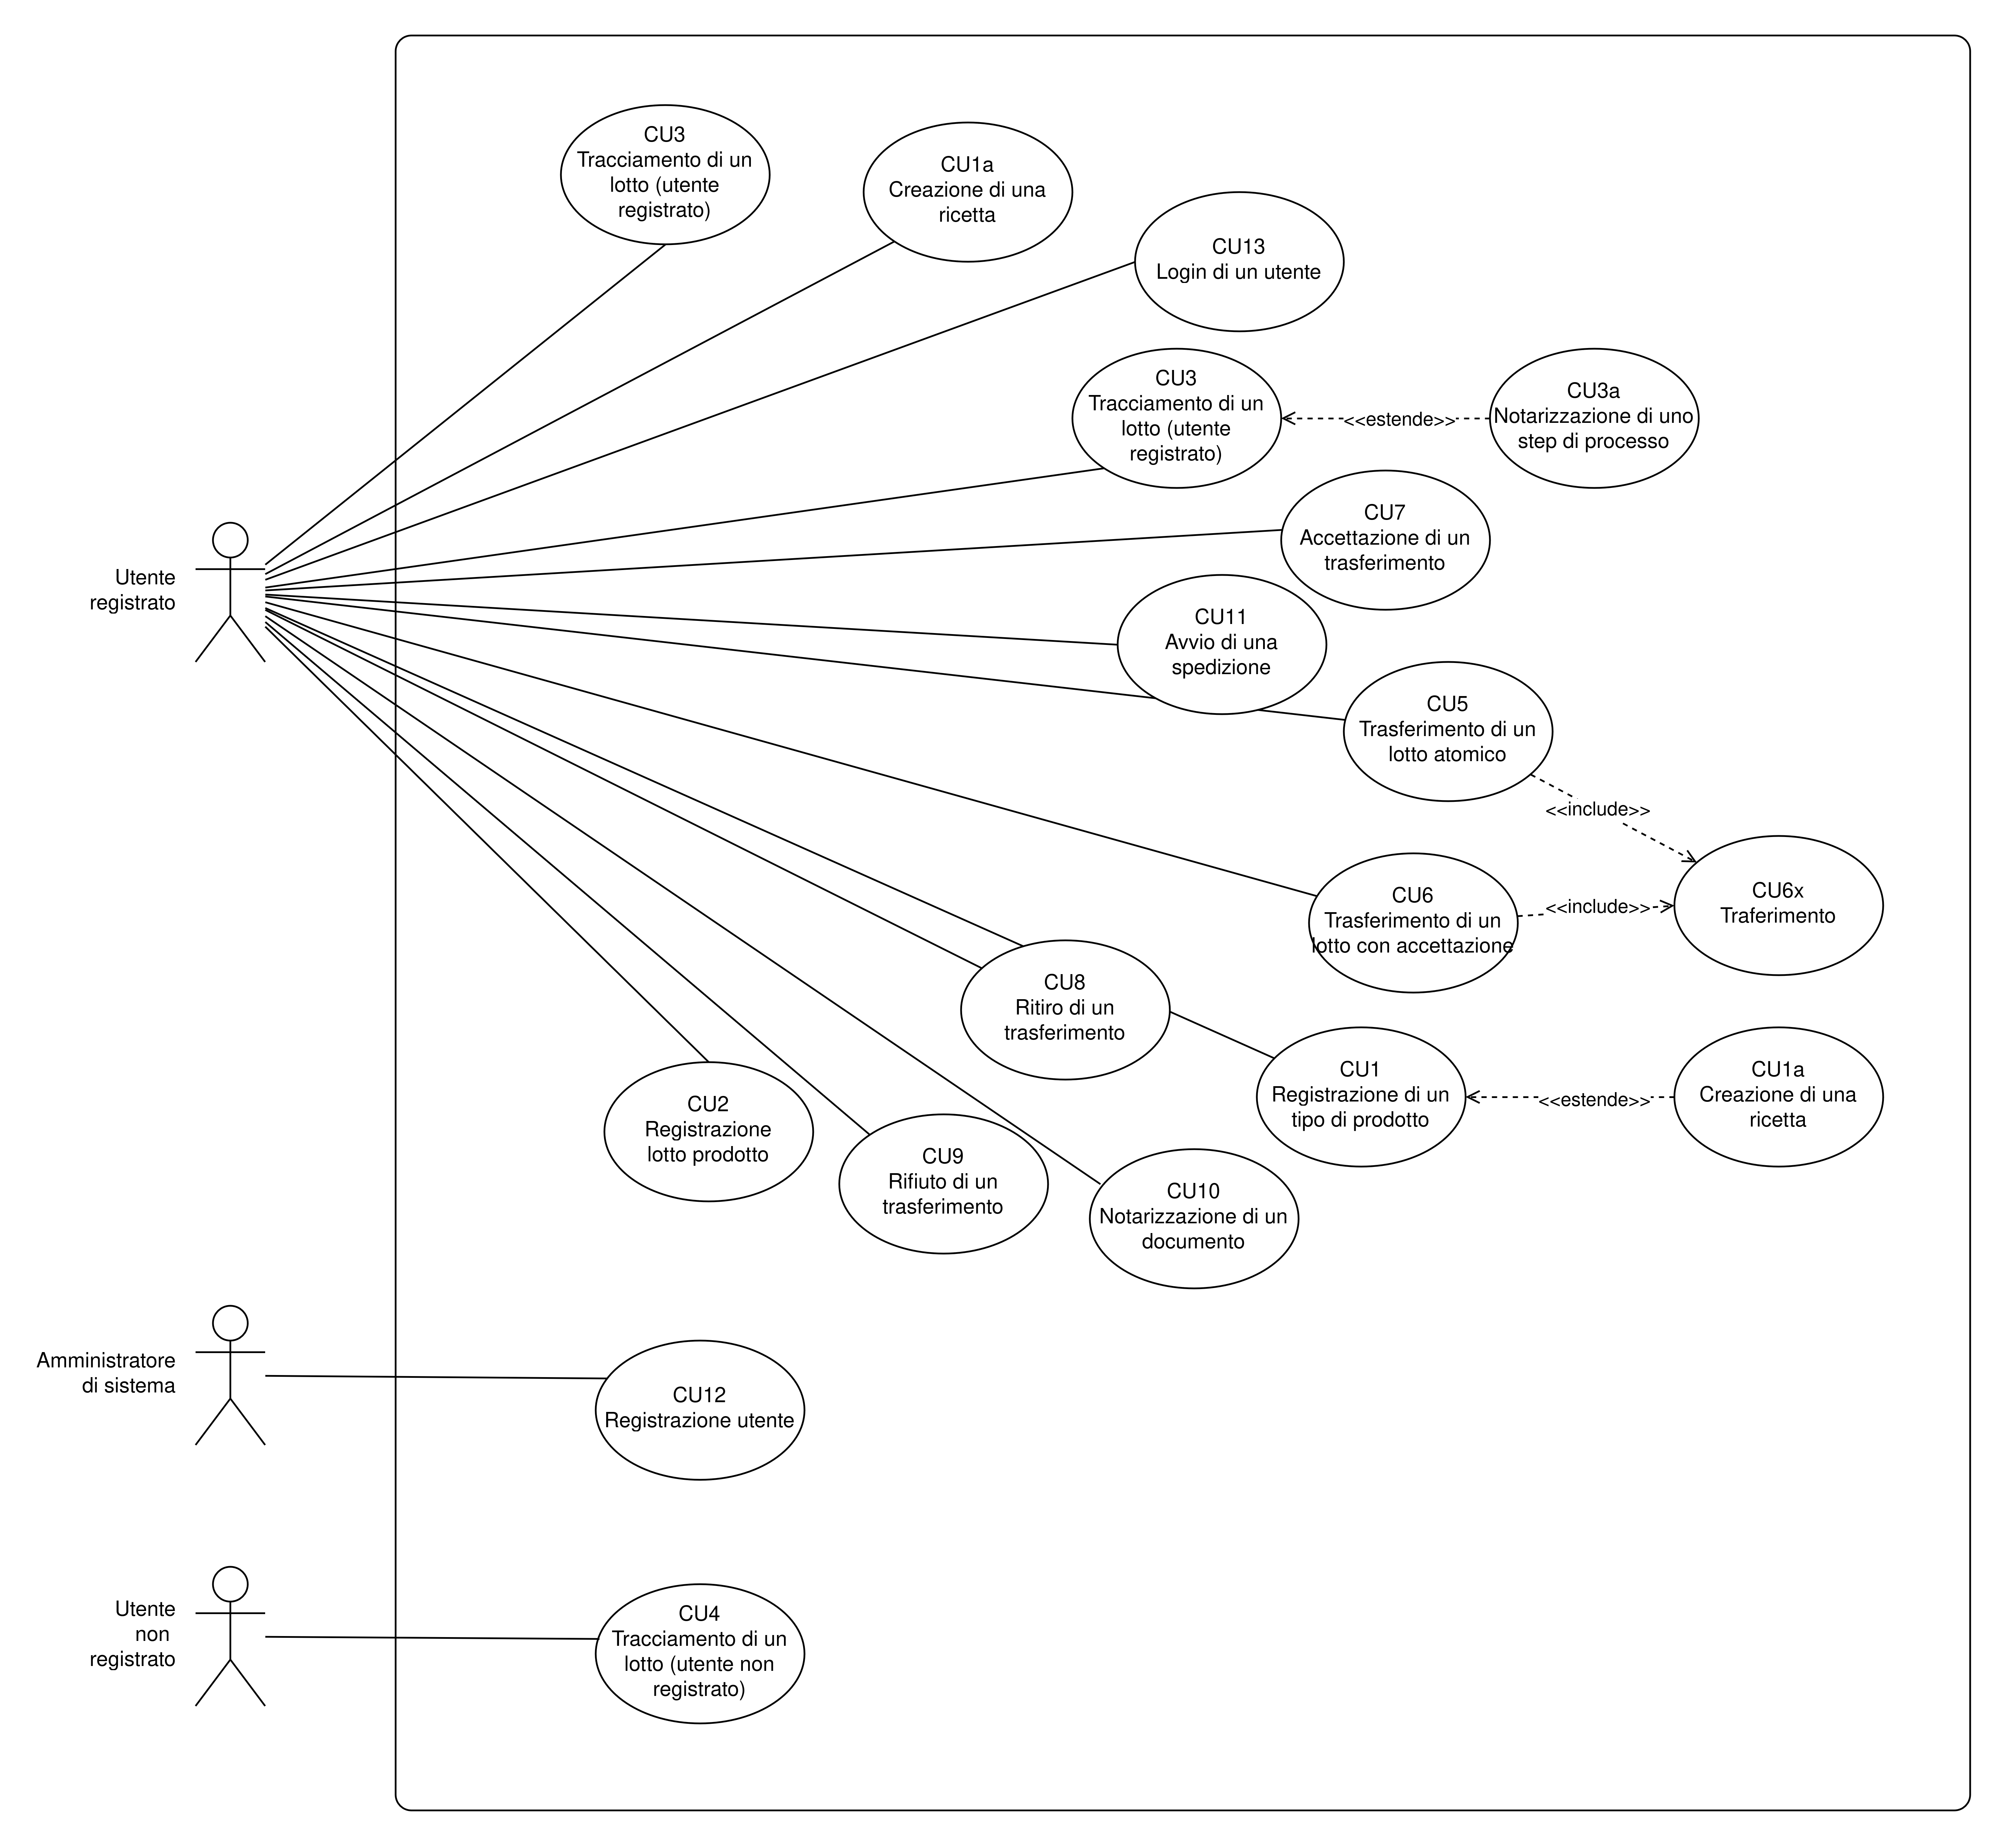 CU3
Tracciamento di un
lotto (utente
registrato)
CU1a
Creazione di una
ricetta
CU13
Login di un utente
CU3
Tracciamento di un
lotto (utente
registrato)
<<estende>>
CU3a
Notarizzazione di uno
step di processo
CU7
Accettazione di un
trasferimento
Utente
registrato
CU11
Avvio di una
spedizione
CU5
Trasferimento di un
lotto atomico
<<include>>
CU6
Trasferimento di un
lotto con accettazione
<<include>>
CU6x
Traferimento
CU8
Ritiro di un
trasferimento
CU1
Registrazione di un
tipo di prodotto
<<estende>>
CU1a
Creazione di una
ricetta
CU2
Registrazione
lotto prodotto
CU9
Rifiuto di un
trasferimento
CU10
Notarizzazione di un
documento
Amministratore
di sistema
CU12
Registrazione utente
Utente
non
registrato
CU4
Tracciamento di un
lotto (utente non
registrato)